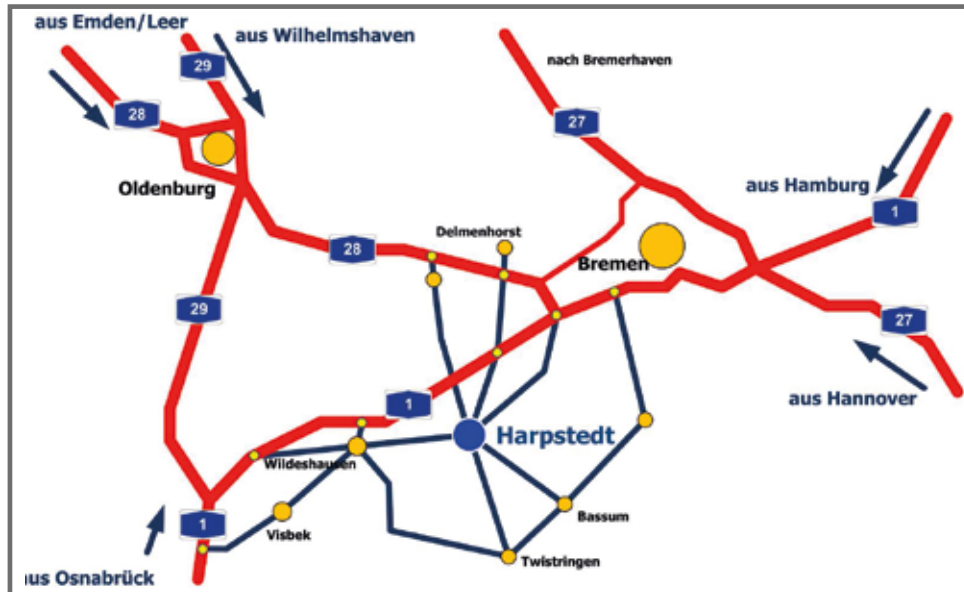 aus Emden/Leer
aus Wilhelmshaven
29
nach Bremerhaven
28
27
Oldenburg
aus Hamburg
1
Delmenhorst
28
Bremen
29
27
aus Hannover
1
Harpstedt
Wildeshausen
Bassum
1
Visbek
Twistringen
us Osnabrück